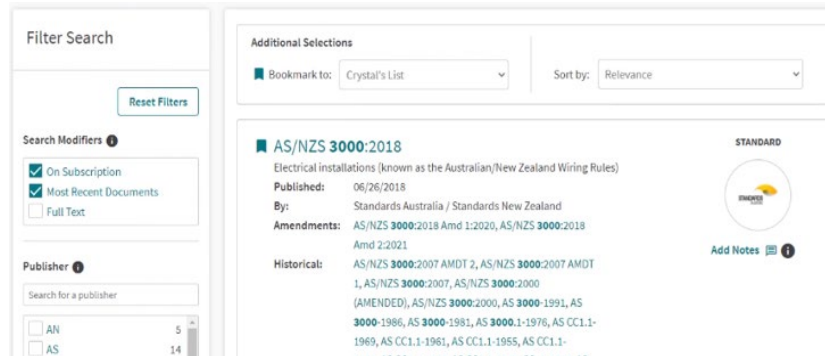 Filter Search
Reset Filters
Search Modifiers
On Subscription
Most Recent Documents
Full Text
Publisher
Search for a publisher
AN 5
AS 14
Additional Selections
Bookmark to: Crystal's List
Sort by: Relevance
AS/NZS 3000:2018
Electrical installations (known as the Australian/New Zealand Wiring Rules)
Published: 06/26/2018
By: Standards Australia / Standards New Zealand
Amendments: AS/NZS 3000:2018 Amd 1:2020, AS/NZS 3000:2018
Amd 2:2021
Historical: AS/NZS 3000:2007 AMDT 2, AS/NZS 3000:2007 AMDT
1, AS/NZS 3000:2007, AS/NZS 3000:2000
(AMENDED), AS/NZS 3000:2000, AS 3000-1991, AS
3000-1986, AS 3000-1981, AS 3000.1-1976, AS CC1.1-
1969, AS CC1.1-1961, AS CC1.1-1955, AS CC1.1-
STANDARD
Add Notes